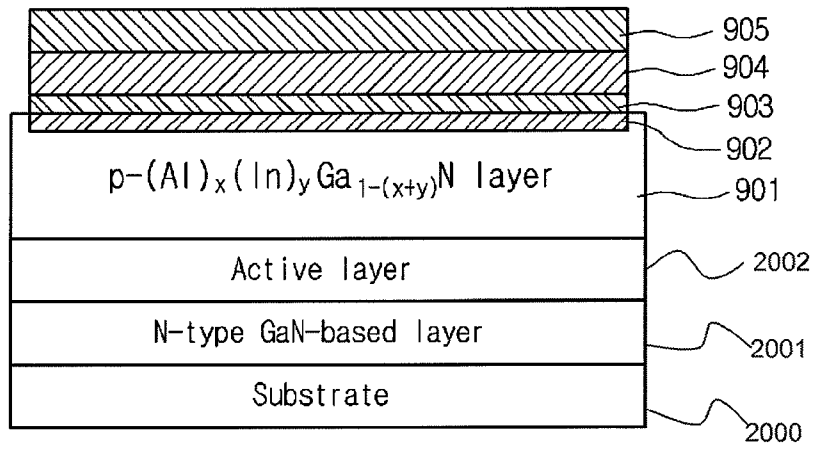 905
904
903
902
p-(Al)x(In)yGa1-(x+y)N layer
901
Active layer
2002
N-type GaN-based layer
2001
Substrate
2000